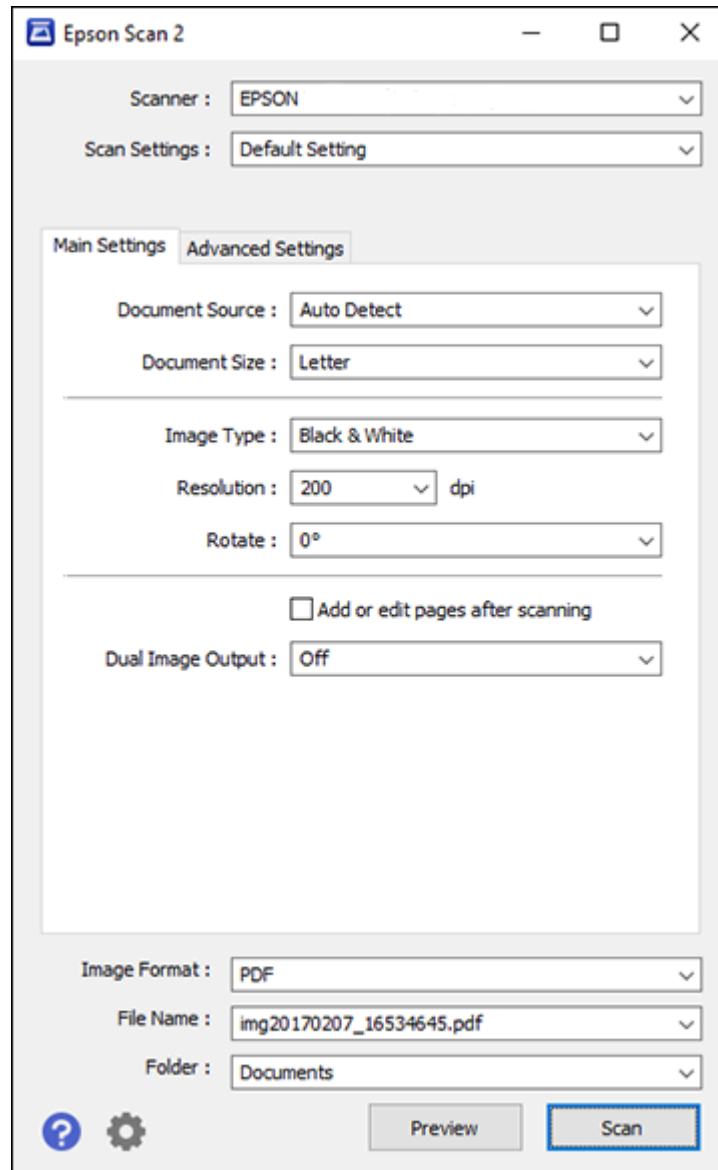 Epson Scan 2
Scanner : EPSON
Scan Settings : Default Setting
Main Settings Advanced Settings
Document Source : Auto Detect
Document Size : Letter
Image Type : Black & White
Resolution : 200 dpi
Rotate : 0°
Add or edit pages after scanning
Dual Image Output : Off
Image Format : PDF
File Name : img20170207_16534645.pdf
Folder : Documents
? Preview Scan